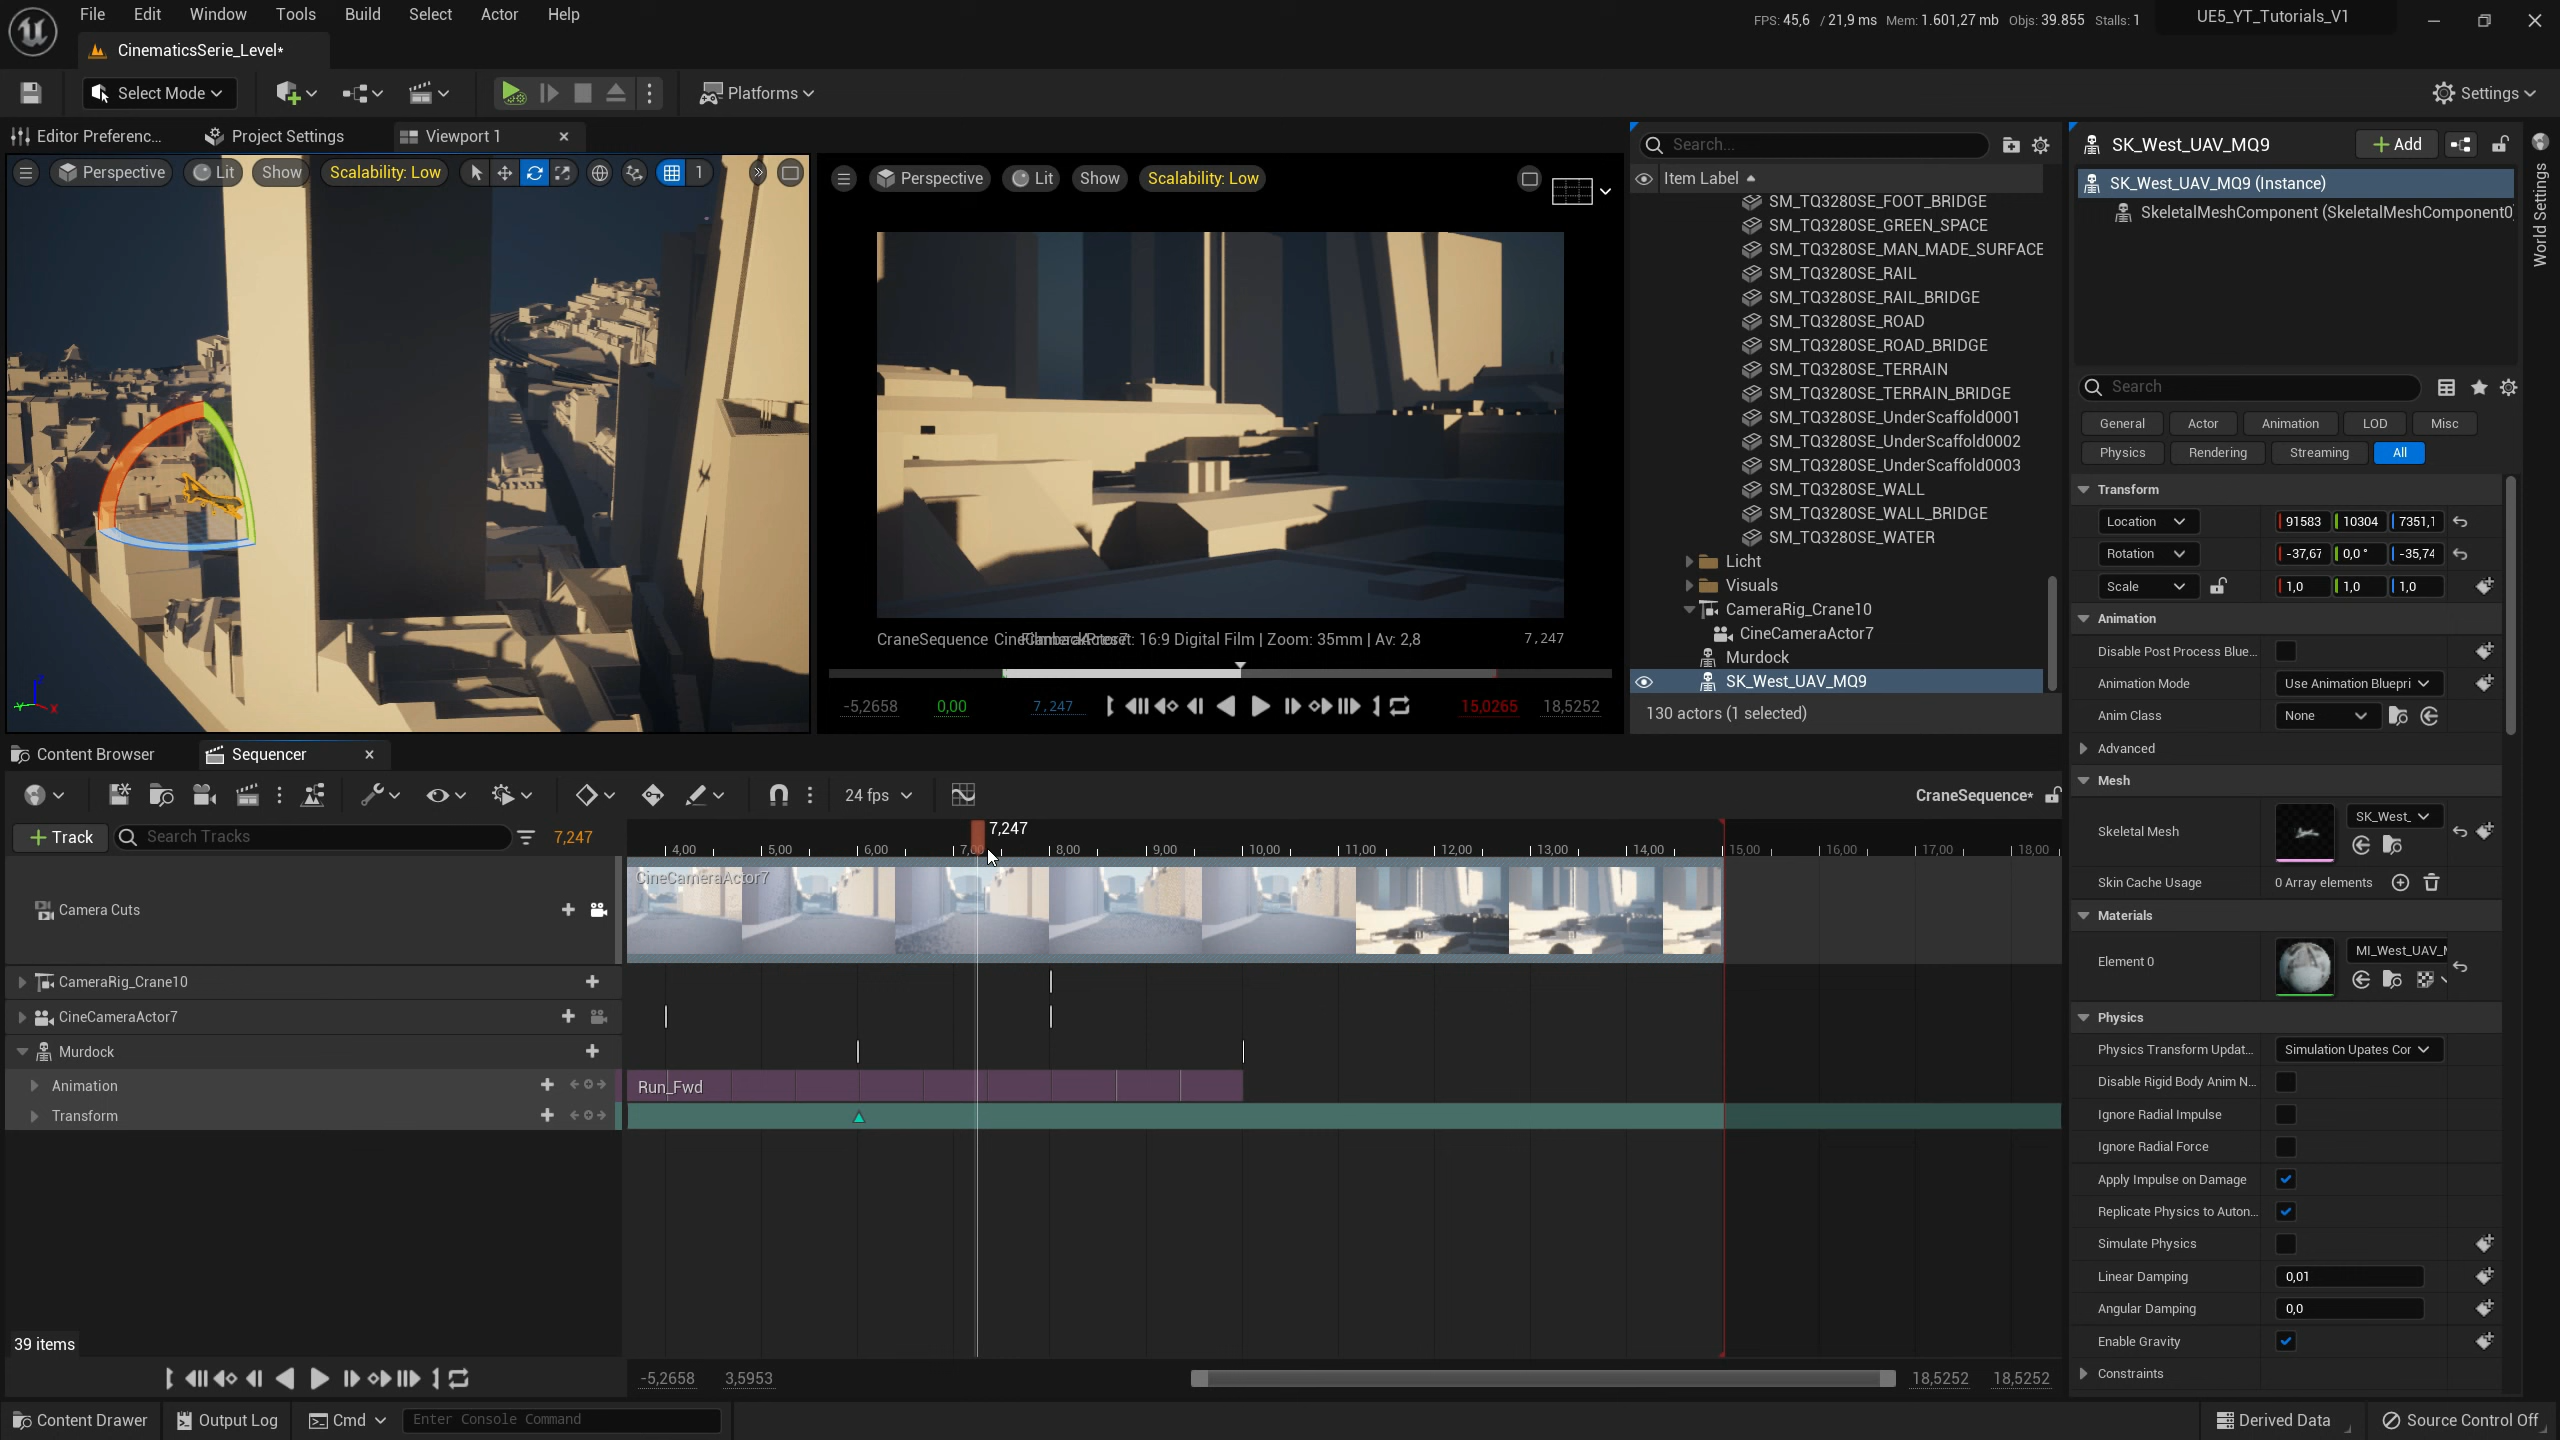 File Edit Window Tools Build Select Actor Help
FPS: 45,6 / 21,9 ms Mem: 1.601,27 mb Objs: 39.855 Stalls: 1
UE5_YT_Tutorials_V1
CinematicsSerie_Level*
Select Mode
Platforms
Settings
Editor Preferenc...
Project Settings
Viewport 1
Perspective Lit Show Scalability: Low 1
Perspective Lit Show Scalability: Low
CraneSequence
16:9 Digital Film | Zoom: 35mm | Av: 2,8
7,247
-5,2658 0,00 7,247 15,0265 18,5252
Search...
Item Label
SM_TQ3280SE_FOOT_BRIDGE
SM_TQ3280SE_GREEN_SPACE
SM_TQ3280SE_MAN_MADE_SURFACE
SM_TQ3280SE_RAIL
SM_TQ3280SE_RAIL_BRIDGE
SM_TQ3280SE_ROAD
SM_TQ3280SE_ROAD_BRIDGE
SM_TQ3280SE_TERRAIN
SM_TQ3280SE_TERRAIN_BRIDGE
SM_TQ3280SE_UnderScaffold0001
SM_TQ3280SE_UnderScaffold0002
SM_TQ3280SE_UnderScaffold0003
SM_TQ3280SE_WALL
SM_TQ3280SE_WALL_BRIDGE
SM_TQ3280SE_WATER
Licht
Visuals
CameraRig_Crane10
CineCameraActor7
Murdock
SK_West_UAV_MQ9
130 actors (1 selected)
SK_West_UAV_MQ9
Add
SK_West_UAV_MQ9 (Instance)
SkeletalMeshComponent (SkeletalMeshComponent0
World Settings
Search
General Actor Animation LOD Misc
Physics Rendering Streaming All
Transform
Location 91583 10304 7351,1
Rotation -37,67 0,0 ° -35,74
Scale 1,0 1,0 1,0
Animation
Disable Post Process Blue...
Animation Mode Use Animation Bluepri
Anim Class None
Advanced
Mesh
Skeletal Mesh SK_West_
Skin Cache Usage 0 Array elements
Materials
Element 0 MI_West_UAV_
Physics
Physics Transform Updat... Simulation Upates Cor
Disable Rigid Body Anim N...
Ignore Radial Impulse
Ignore Radial Force
Apply Impulse on Damage
Replicate Physics to Auton...
Simulate Physics
Linear Damping 0,01
Angular Damping 0,0
Enable Gravity
Constraints
Content Browser
Sequencer
24 fps
CraneSequence*
Track
Search Tracks
7,247
7,247
4,00 5,00 6,00 7,00 8,00 9,00 10,00 11,00 12,00 13,00 14,00 15,00 16,00 17,00 18,00
Camera Cuts
CineCameraActor7
CameraRig_Crane10
CineCameraActor7
Murdock
Animation
Run_Fwd
Transform
39 items
-5,2658 3,5953 18,5252 18,5252
Content Drawer
Output Log
Cmd
Enter Console Command
Derived Data
Source Control Off